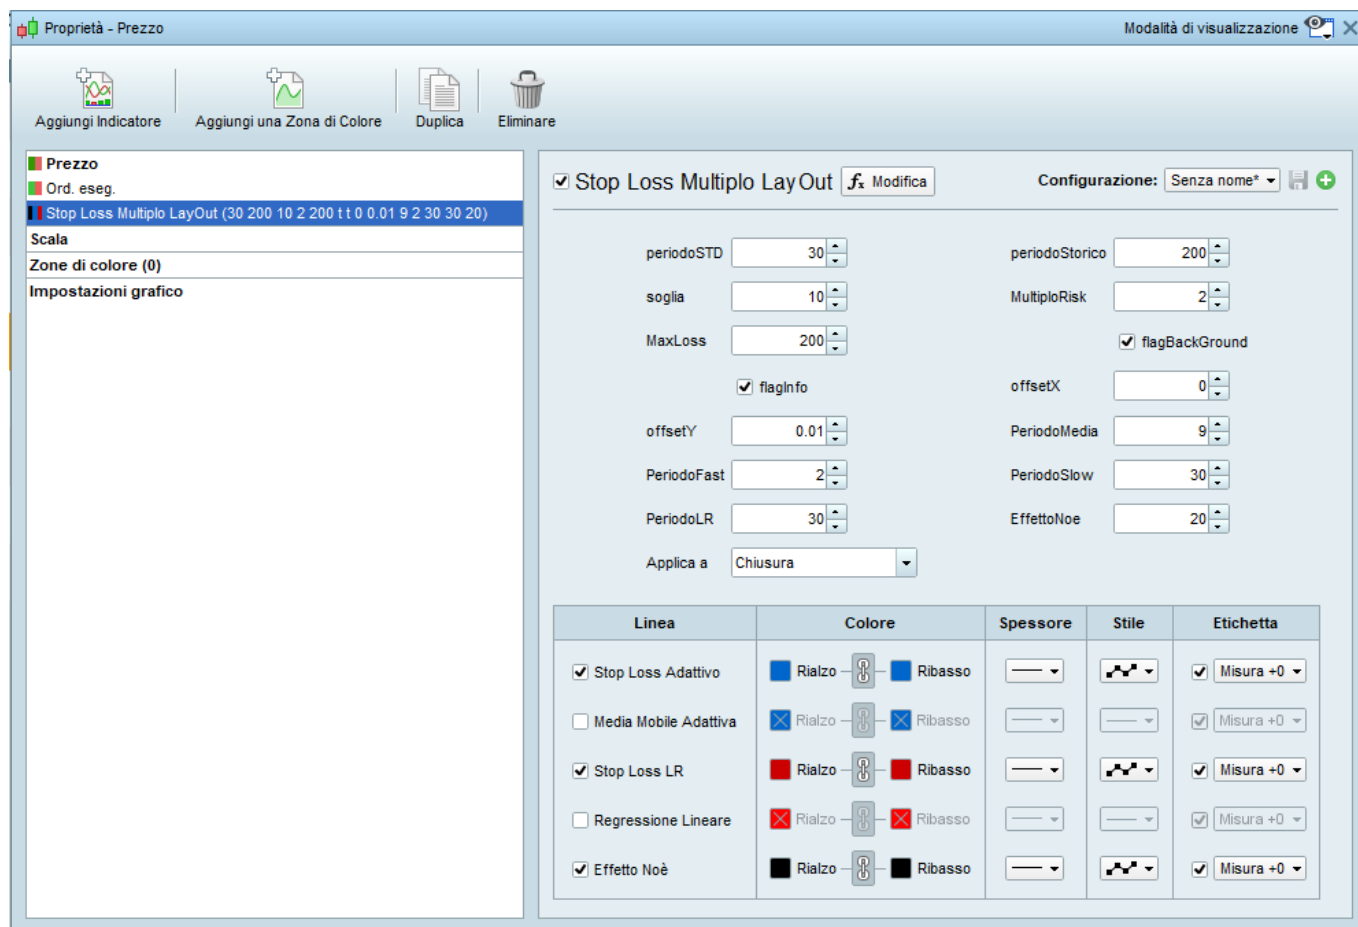 Proprietà - Prezzo
Modalità di visualizzazione
Aggiungi Indicatore
Aggiungi una Zona di Colore
Duplica
Eliminare
Prezzo
Ord. eseg.
Stop Loss Multiplo LayOut (30 200 10 2 200 t t 0 0.01 9 2 30 30 20)
Scala
Zone di colore (0)
Impostazioni grafico
Stop Loss Multiplo LayOut
fx Modifica
Configurazione: Senza nome*
periodoSTD 30 periodoStorico 200
soglia 10 MultiploRisk 2
MaxLoss 200 flagBackGround
flagInfo offsetX 0
offsetY 0.01 PeriodoMedia 9
PeriodoFast 2 PeriodoSlow 30
PeriodoLR 30 EffettoNoe 20
Applica a Chiusura
Linea Colore Spessore Stile Etichetta
Stop Loss Adattivo Rialzo Ribasso Misura +0
Media Mobile Adattiva Rialzo Ribasso Misura +0
Stop Loss LR Rialzo Ribasso Misura +0
Regressione Lineare Rialzo Ribasso Misura +0
Effetto Noè Rialzo Ribasso Misura +0